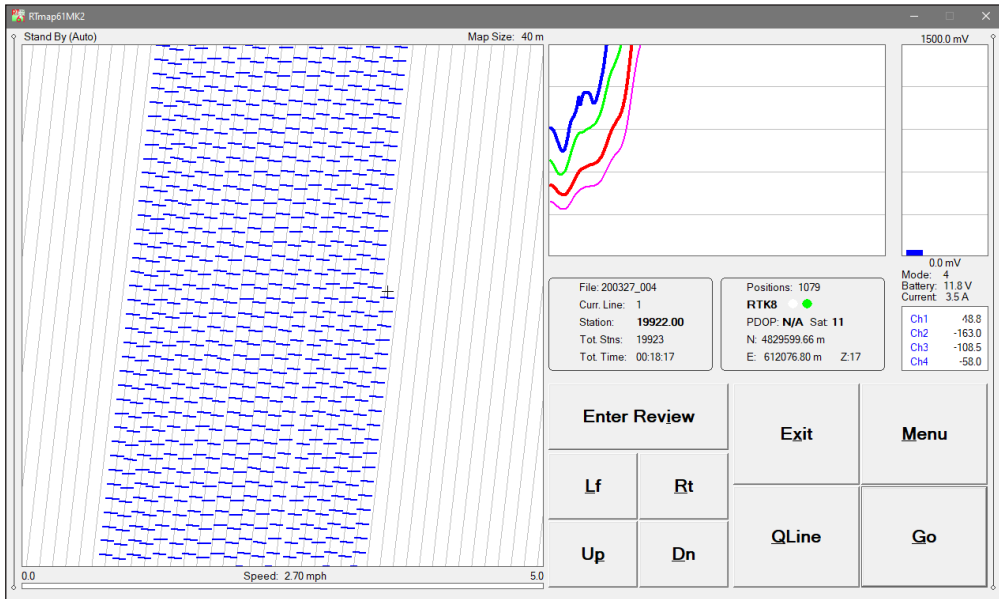 RTmap61MK2
Stand By (Auto)
Map Size: 40 m
1500.0 mV
0.0 mV
Mode: 4
Battery: 11.8 V
Current: 3.5 A
File: 200327_004
Curr. Line: 1
Station: 19922.00
Tot. Stns: 19923
Tot. Time: 00:18:17
Positions: 1079
RTK8
PDOP: N/A Sat: 11
N: 4829599.66 m
E: 612076.80 m Z:17
Ch1 48.8
Ch2 -163.0
Ch3 -108.5
Ch4 -58.0
Enter Review
Exit
Menu
Lf
Rt
QLine
Go
Up
Dn
0.0
Speed: 2.70 mph
5.0